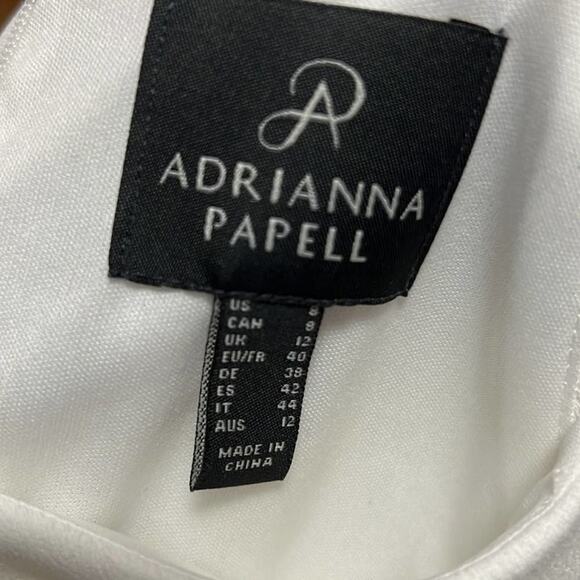 AP
ADRIANNA
PAPELL
US 8
CAN 8
UK 12
EU/FR 40
DE 38
ES 42
IT 44
AUS 12
MADE IN
CHINA